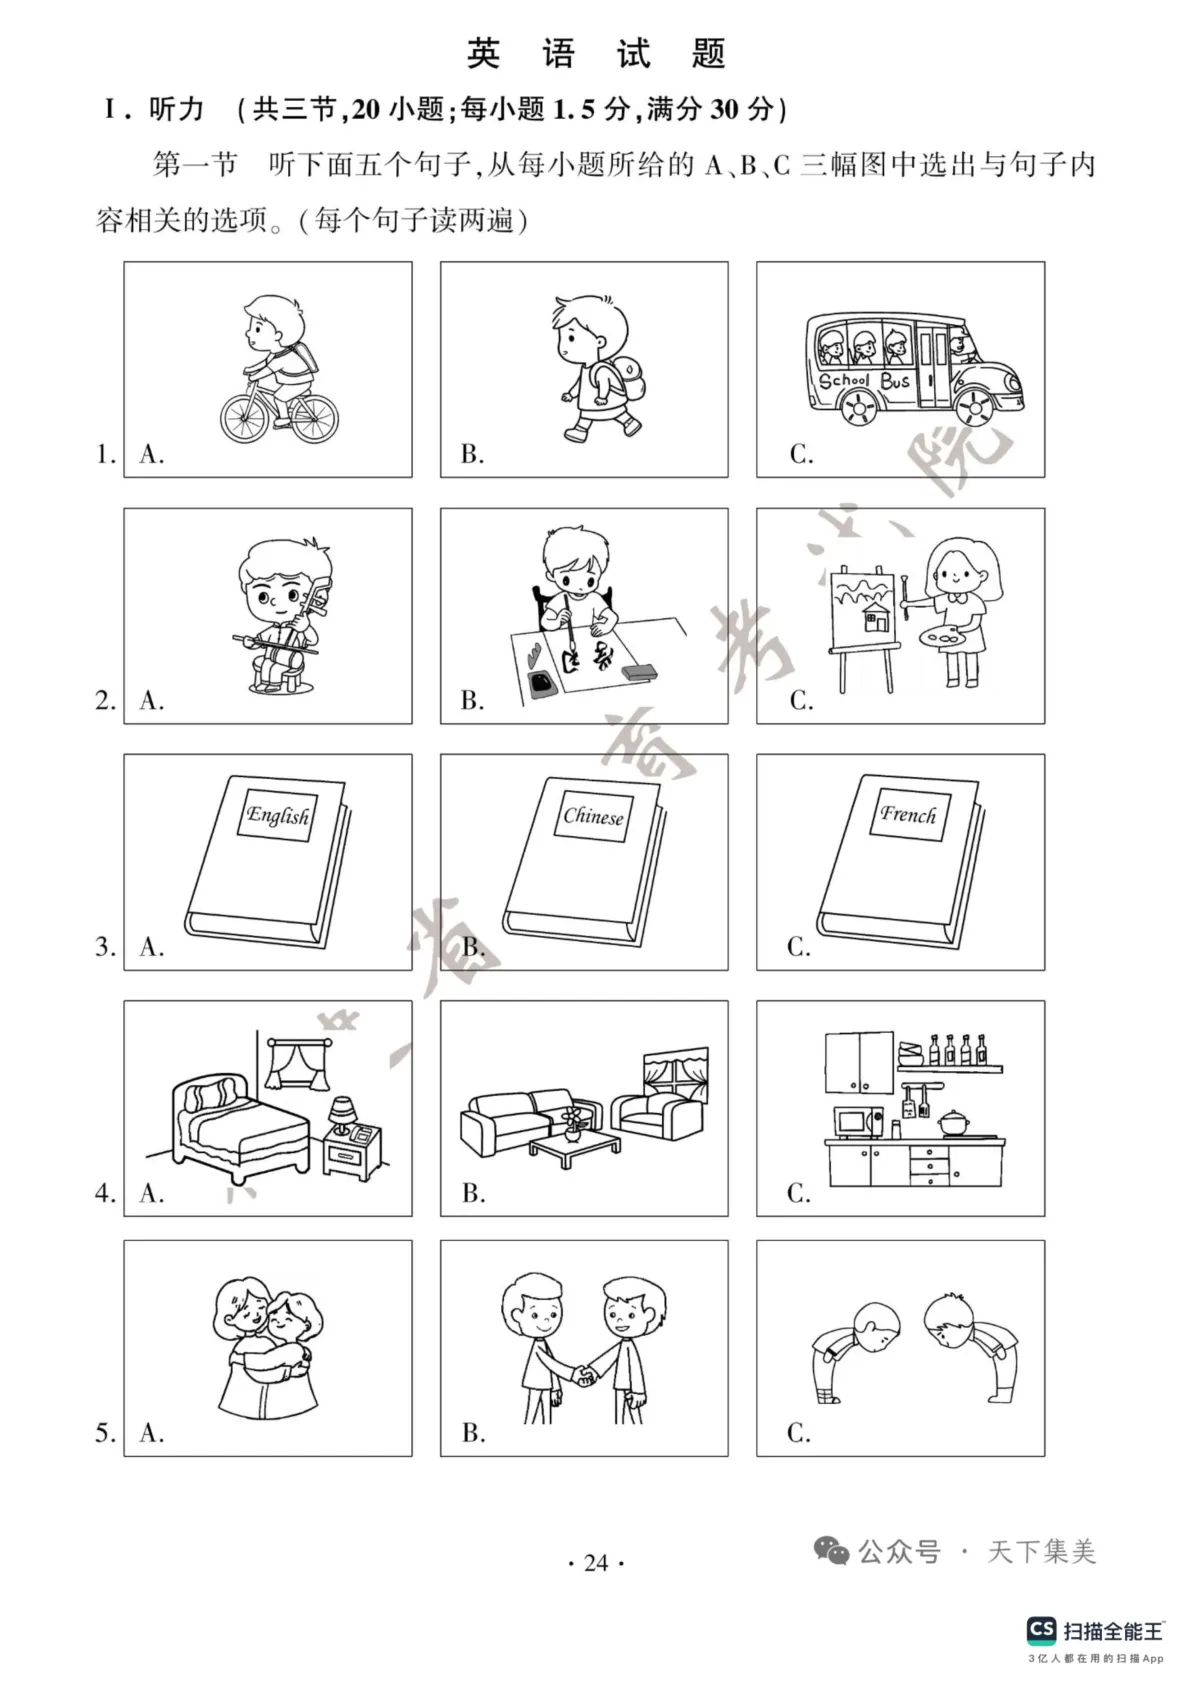 英 语 试 题
Ⅰ. 听力 (共三节,20 小题;每小题 1.5 分,满分 30 分)
第一节 听下面五个句子,从每小题所给的 A、B、C 三幅图中选出与句子内
容相关的选项。(每个句子读两遍)
School Bus
1. A. B. C.
2. A. B. C.
English Chinese French
3. A. B. C.
4. A. B. C.
5. A. B. C.
· 24 ·
公众号 · 天下集美
CS 扫描全能王
3亿人都在用的扫描App